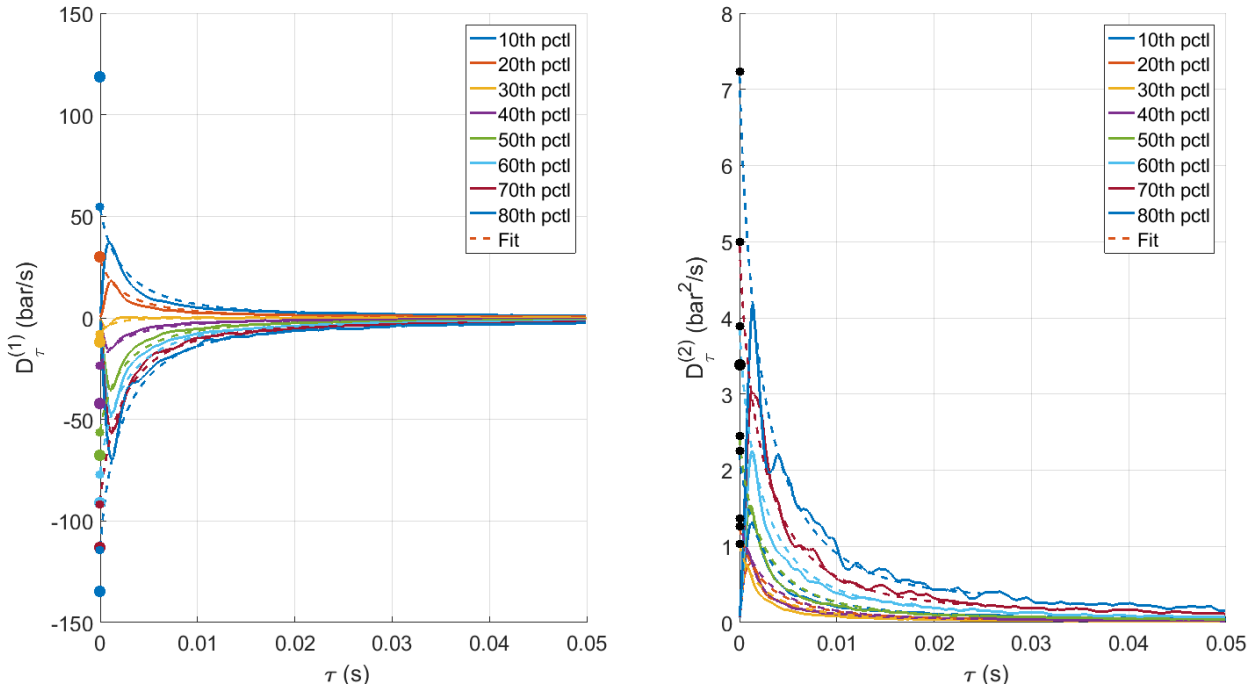 150
100
50
0
-50
-100
-150
D_τ^(1) (bar/s)
0
0.01
0.02
0.03
0.04
0.05
τ (s)
10th pctl
20th pctl
30th pctl
40th pctl
50th pctl
60th pctl
70th pctl
80th pctl
Fit
8
7
6
5
4
3
2
1
0
D_τ^(2) (bar²/s)
0
0.01
0.02
0.03
0.04
0.05
τ (s)
10th pctl
20th pctl
30th pctl
40th pctl
50th pctl
60th pctl
70th pctl
80th pctl
Fit